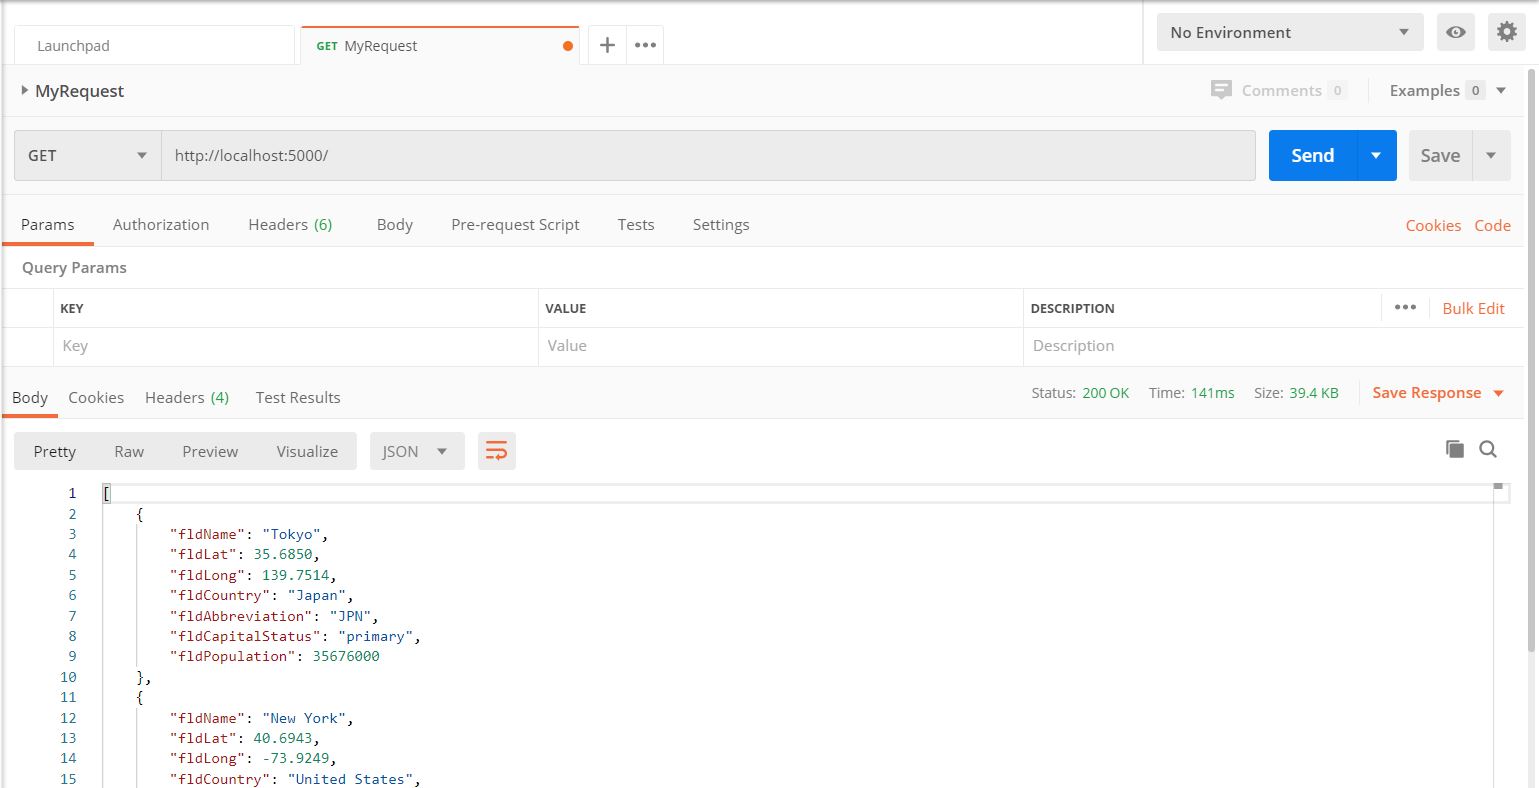 Launchpad
GET MyRequest
No Environment
MyRequest
Comments 0
Examples 0
GET
http://localhost:5000/
Send
Save
Params Authorization Headers (6) Body Pre-request Script Tests Settings Cookies Code
Query Params
KEY VALUE DESCRIPTION Bulk Edit
Key Value Description
Body Cookies Headers (4) Test Results Status: 200 OK Time: 141ms Size: 39.4 KB Save Response
Pretty Raw Preview Visualize JSON
1 [
2 {
3 "fldName": "Tokyo",
4 "fldLat": 35.6850,
5 "fldLong": 139.7514,
6 "fldCountry": "Japan",
7 "fldAbbreviation": "JPN",
8 "fldCapitalStatus": "primary",
9 "fldPopulation": 35676000
10 },
11 {
12 "fldName": "New York",
13 "fldLat": 40.6943,
14 "fldLong": -73.9249,
15 "fldCountry": "United States",